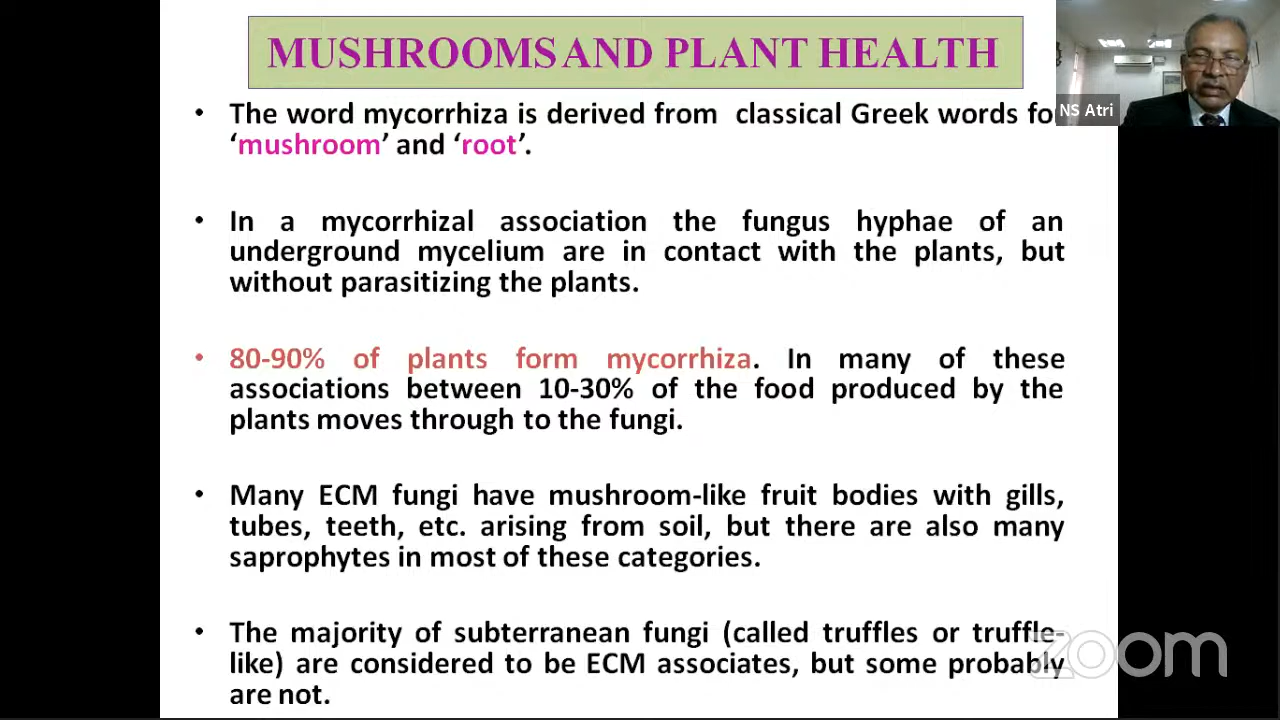 MUSHROOMS AND PLANT HEALTH
• The word mycorrhiza is derived from classical Greek words fo
‘mushroom’ and ‘root’.
• In a mycorrhizal association the fungus hyphae of an
underground mycelium are in contact with the plants, but
without parasitizing the plants.
• 80-90% of plants form mycorrhiza. In many of these
associations between 10-30% of the food produced by the
plants moves through to the fungi.
• Many ECM fungi have mushroom-like fruit bodies with gills,
tubes, teeth, etc. arising from soil, but there are also many
saprophytes in most of these categories.
• The majority of subterranean fungi (called truffles or truffle-
like) are considered to be ECM associates, but some probably
are not.
NS Atri
zoom